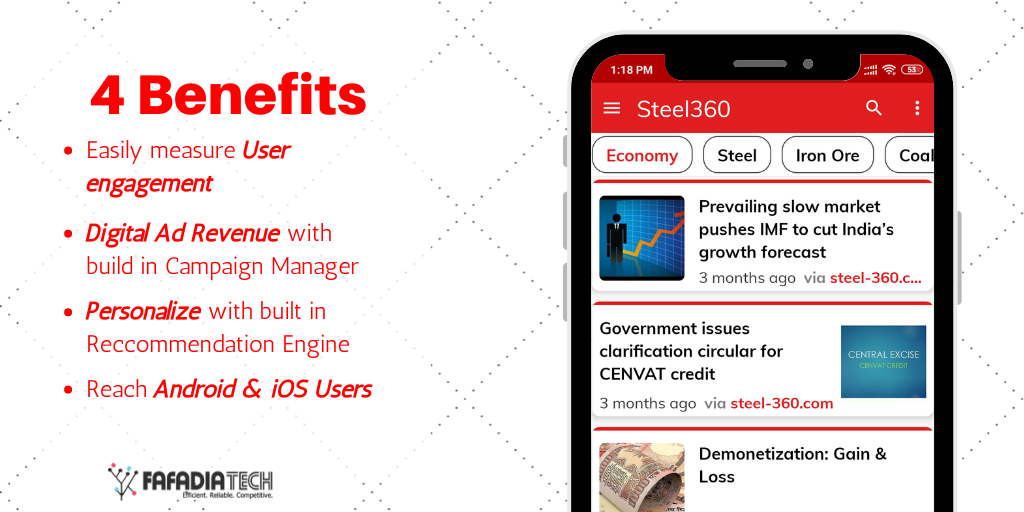 4 Benefits
Easily measure User
engagement
Digital Ad Revenue with
build in Campaign Manager
Personalize with built in
Reccommendation Engine
Reach Android & iOS Users
FAFADIATECH
Efficient. Reliable. Competitive.
1:18 PM
53
Steel360
Economy
Steel
Iron Ore
Coal
Prevailing slow market
pushes IMF to cut India’s
growth forecast
3 months ago via steel-360.c...
Government issues
clarification circular for
CENVAT credit
3 months ago via steel-360.com
CENTRAL EXCISE
CENVAT CREDIT
Demonetization: Gain &
Loss